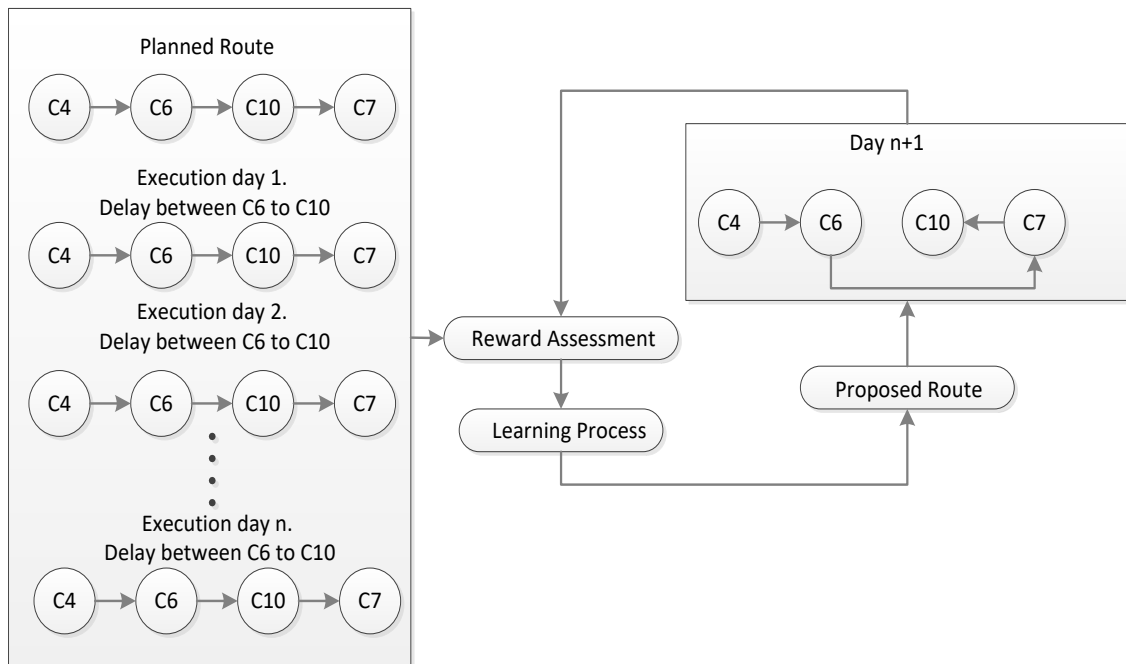 Planned Route
C4 C6 C10 C7
Execution day 1.
Delay between C6 to C10
C4 C6 C10 C7
Execution day 2.
Delay between C6 to C10
C4 C6 C10 C7
Execution day n.
Delay between C6 to C10
C4 C6 C10 C7
Reward Assessment
Learning Process
Proposed Route
Day n+1
C4 C6 C10 C7